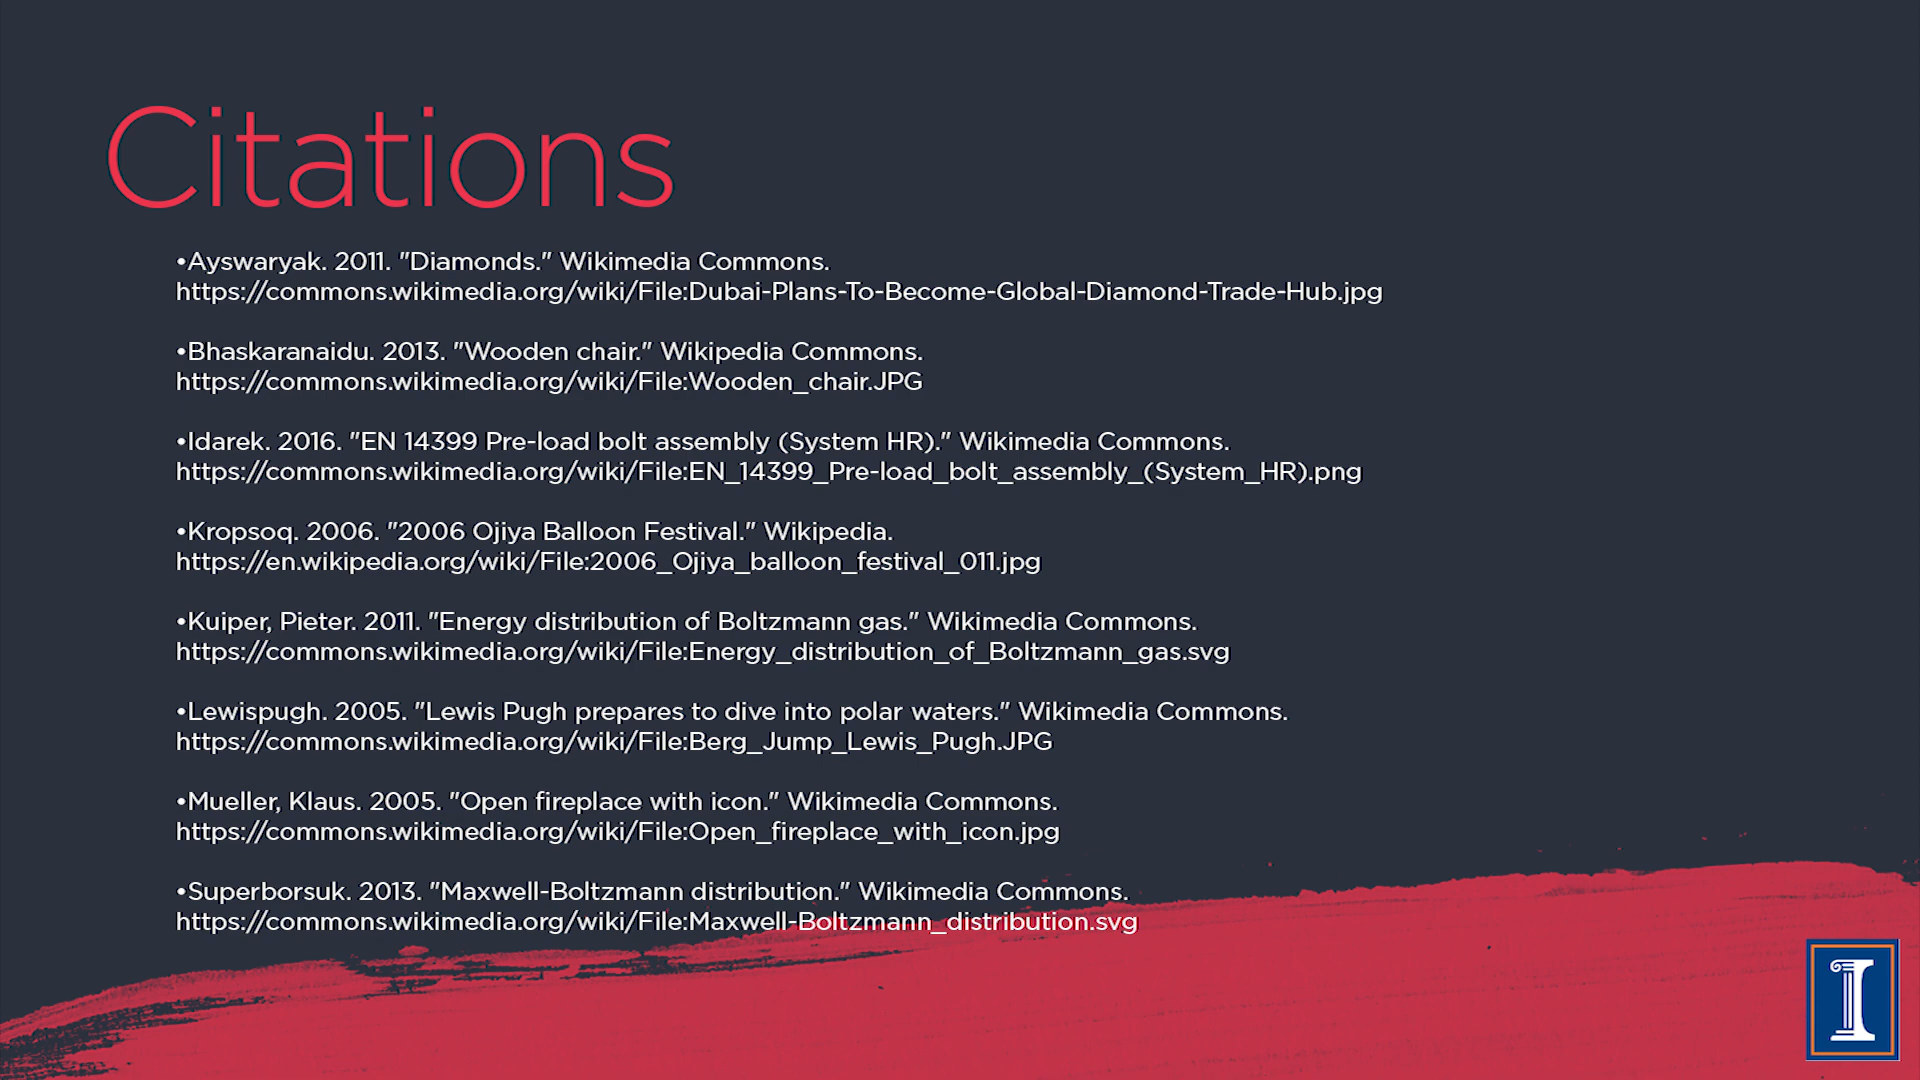 Citations
•Ayswaryak. 2011. "Diamonds." Wikimedia Commons.
https://commons.wikimedia.org/wiki/File:Dubai-Plans-To-Become-Global-Diamond-Trade-Hub.jpg
•Bhaskaranaidu. 2013. "Wooden chair." Wikipedia Commons.
https://commons.wikimedia.org/wiki/File:Wooden_chair.JPG
•Idarek. 2016. "EN 14399 Pre-load bolt assembly (System HR)." Wikimedia Commons.
https://commons.wikimedia.org/wiki/File:EN_14399_Pre-load_bolt_assembly_(System_HR).png
•Kropsoq. 2006. "2006 Ojiya Balloon Festival." Wikipedia.
https://en.wikipedia.org/wiki/File:2006_Ojiya_balloon_festival_011.jpg
•Kuiper, Pieter. 2011. "Energy distribution of Boltzmann gas." Wikimedia Commons.
https://commons.wikimedia.org/wiki/File:Energy_distribution_of_Boltzmann_gas.svg
•Lewispugh. 2005. "Lewis Pugh prepares to dive into polar waters." Wikimedia Commons.
https://commons.wikimedia.org/wiki/File:Berg_Jump_Lewis_Pugh.JPG
•Mueller, Klaus. 2005. "Open fireplace with icon." Wikimedia Commons.
https://commons.wikimedia.org/wiki/File:Open_fireplace_with_icon.jpg
•Superborsuk. 2013. "Maxwell-Boltzmann distribution." Wikimedia Commons.
https://commons.wikimedia.org/wiki/File:Maxwell-Boltzmann_distribution.svg
I